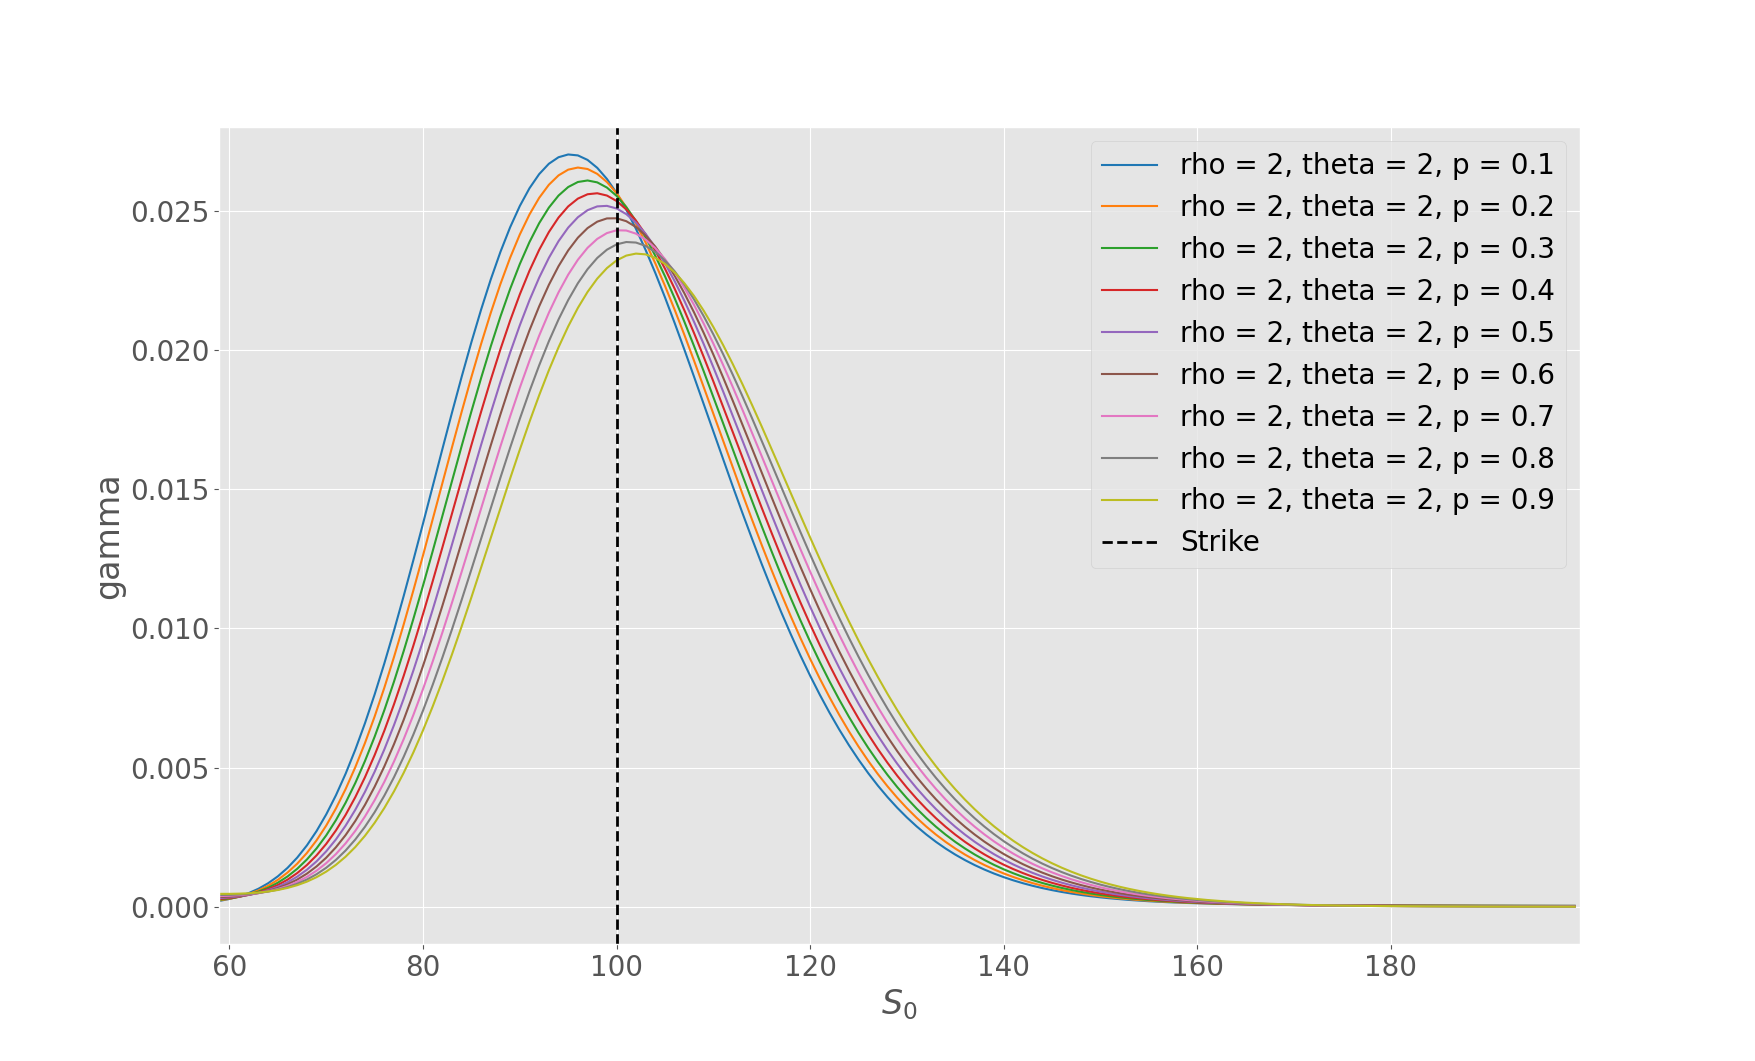 gamma
0.025
0.020
0.015
0.010
0.005
0.000
60 80 100 120 140 160 180
S_0
rho = 2, theta = 2, p = 0.1
rho = 2, theta = 2, p = 0.2
rho = 2, theta = 2, p = 0.3
rho = 2, theta = 2, p = 0.4
rho = 2, theta = 2, p = 0.5
rho = 2, theta = 2, p = 0.6
rho = 2, theta = 2, p = 0.7
rho = 2, theta = 2, p = 0.8
rho = 2, theta = 2, p = 0.9
Strike